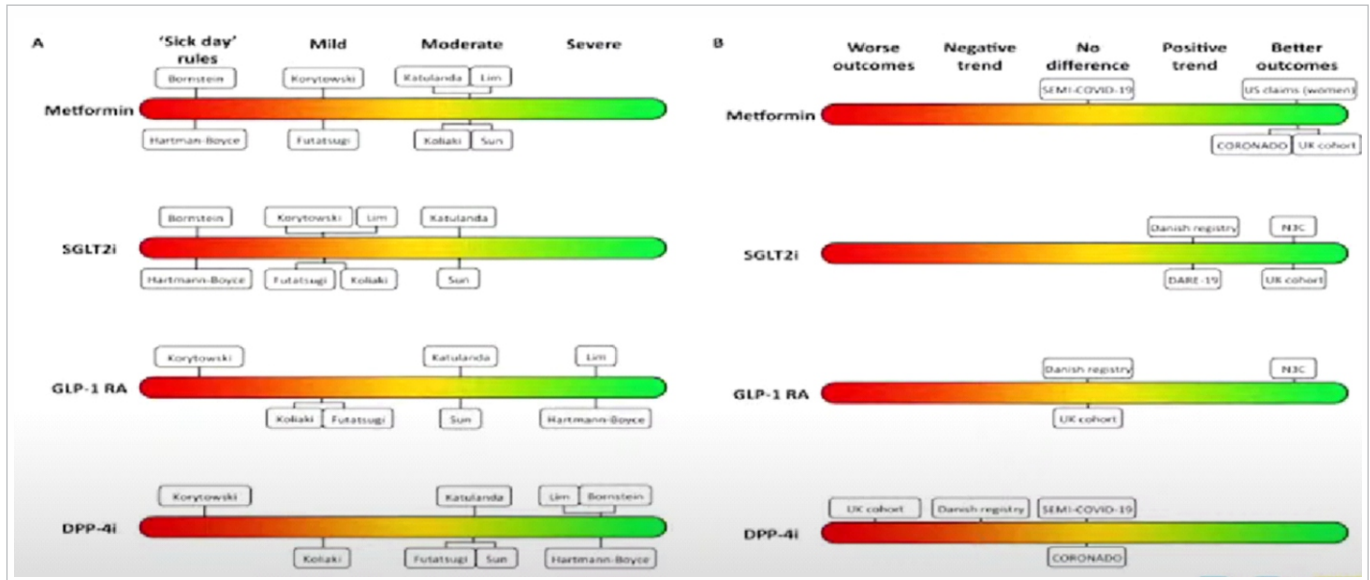 A
'Sick day' rules
Mild
Moderate
Severe
Bornstein
Korytowski
Katulanda
Lim
Metformin
Hartman-Boyce
Futatsugi
Koliaki
Sun
Bornstein
Korytowski
Lim
Katulanda
SGLT2i
Hartmann-Boyce
Futatsugi
Koliaki
Sun
Korytowski
Katulanda
Lim
GLP-1 RA
Koliaki
Futatsugi
Sun
Hartmann-Boyce
Korytowski
Katulanda
Lim
Bornstein
DPP-4i
Koliaki
Futatsugi
Sun
Hartmann-Boyce
B
Worse outcomes
Negative trend
No difference
Positive trend
Better outcomes
SEMI-COVID-19
US claims (women)
Metformin
CORONADO
UK cohort
Danish registry
N3C
SGLT2i
DARE-19
UK cohort
Danish registry
N3C
GLP-1 RA
UK cohort
UK cohort
Danish registry
SEMI-COVID-19
DPP-4i
CORONADO